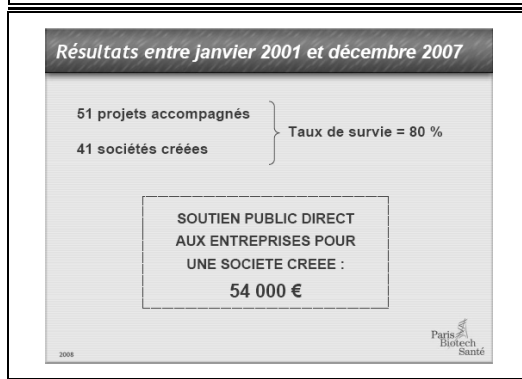 Résultats entre janvier 2001 et décembre 2007
51 projets accompagnés
41 sociétés créées
Taux de survie = 80 %
SOUTIEN PUBLIC DIRECT
AUX ENTREPRISES POUR
UNE SOCIETE CREEE :
54 000 €
2008
Paris
Biotech
Santé